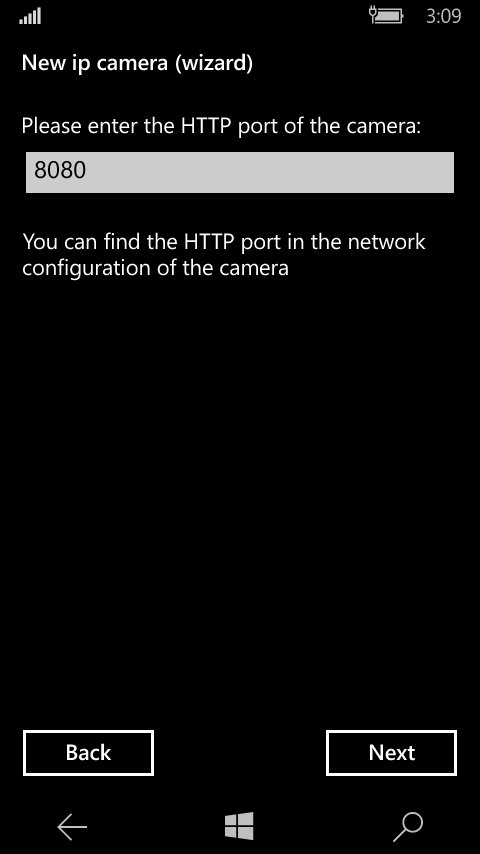 3:09
New ip camera (wizard)
Please enter the HTTP port of the camera:
8080
You can find the HTTP port in the network
configuration of the camera
Back
Next